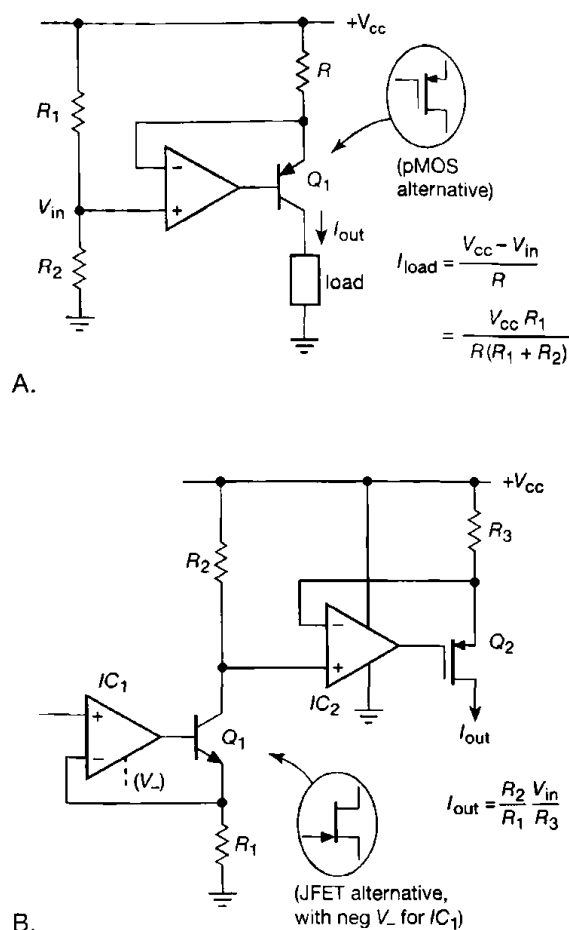 +Vcc
R
R1
Q1
(pMOS
alternative)
−
+
Vin
Iout
R2
load
Iload = Vcc − Vin / R
= Vcc R1 / R(R1 + R2)
A.
+Vcc
R3
R2
−
+
Q2
IC1
IC2
+
−
Q1
(V−)
Iout
R1
Iout = R2 / R1 Vin / R3
(JFET alternative,
with neg V− for IC1)
B.